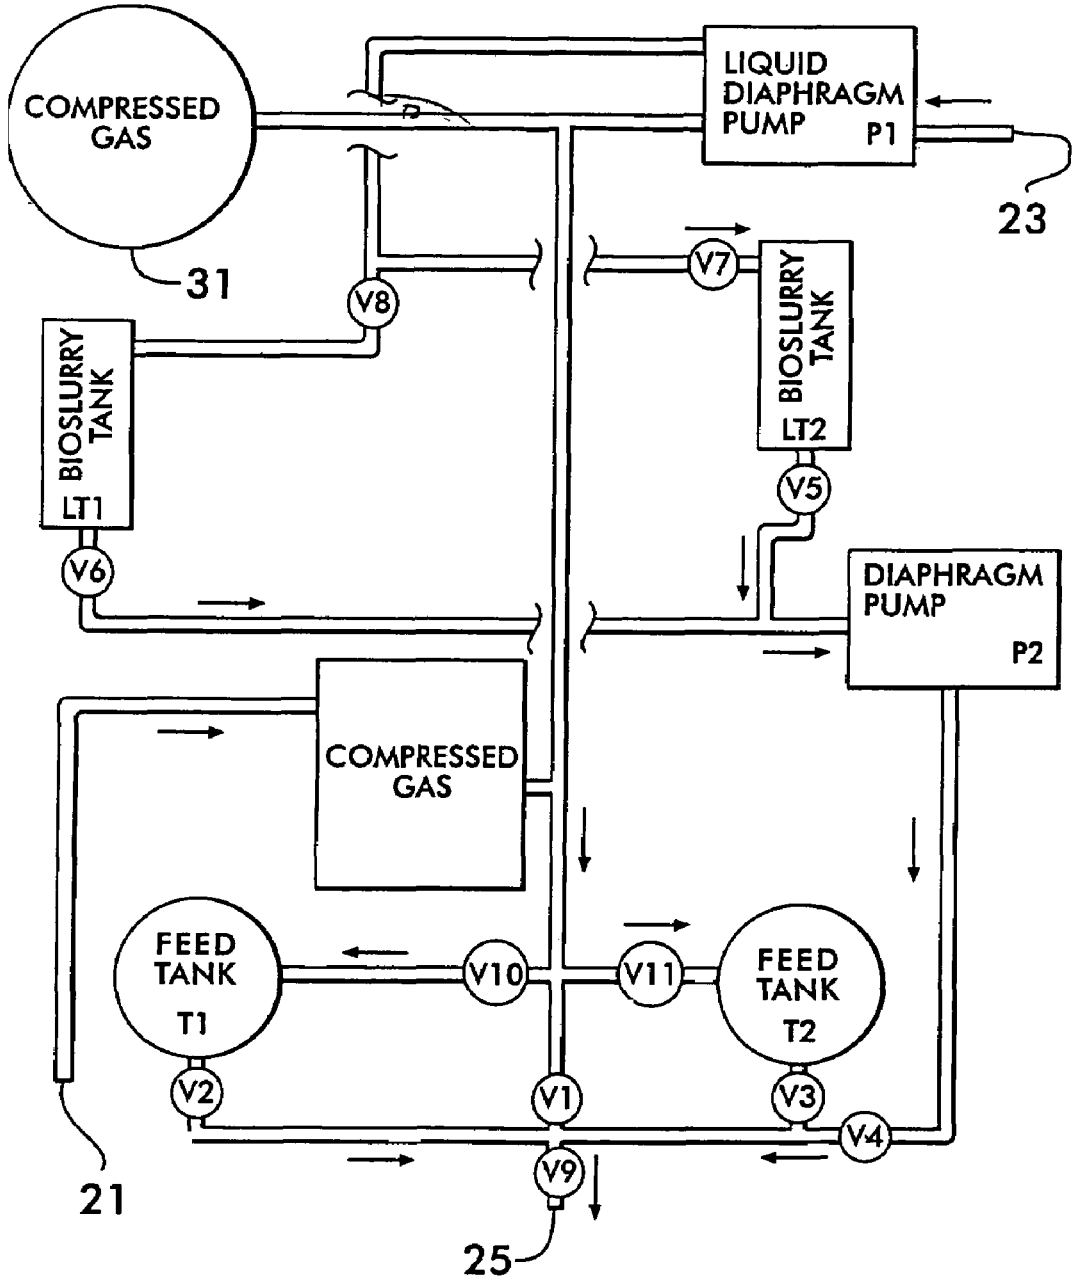 COMPRESSED
GAS
31
LIQUID
DIAPHRAGM
PUMP
P1
23
V7
V8
BIOSLURRY
TANK
LT1
BIOSLURRY
TANK
LT2
V5
V6
DIAPHRAGM
PUMP
P2
COMPRESSED
GAS
FEED
TANK
T1
V10
V11
FEED
TANK
T2
V2
V1
V3
V4
V9
21
25